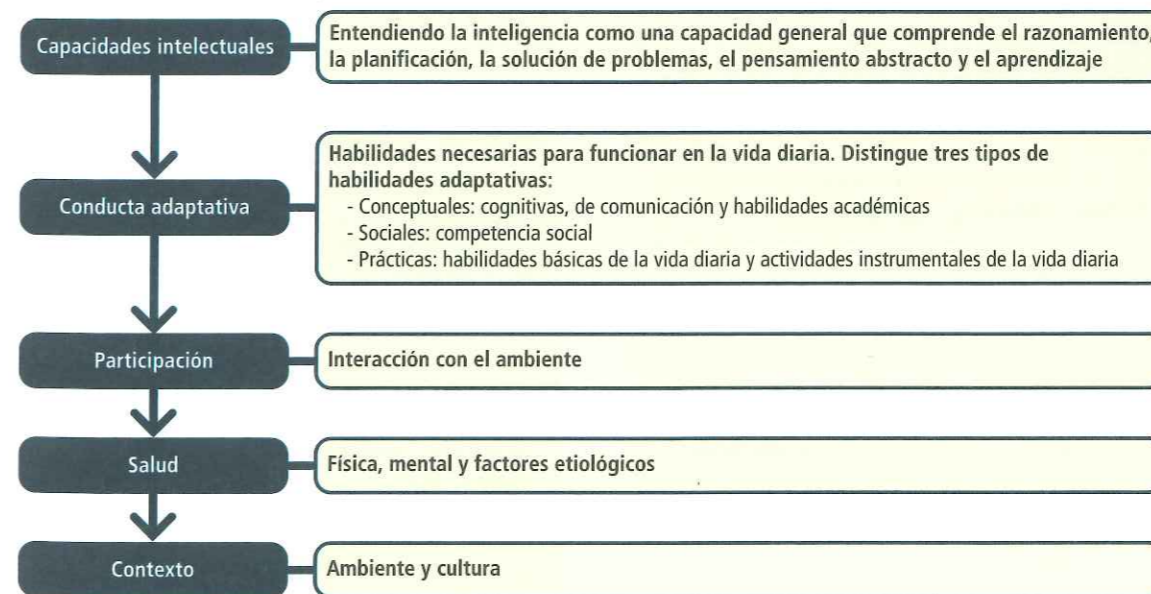 Capacidades intelectuales
Entendiendo la inteligencia como una capacidad general que comprende el razonamiento,
la planificación, la solución de problemas, el pensamiento abstracto y el aprendizaje
Conducta adaptativa
Habilidades necesarias para funcionar en la vida diaria. Distingue tres tipos de
habilidades adaptativas:
- Conceptuales: cognitivas, de comunicación y habilidades académicas
- Sociales: competencia social
- Prácticas: habilidades básicas de la vida diaria y actividades instrumentales de la vida diaria
Participación
Interacción con el ambiente
Salud
Física, mental y factores etiológicos
Contexto
Ambiente y cultura